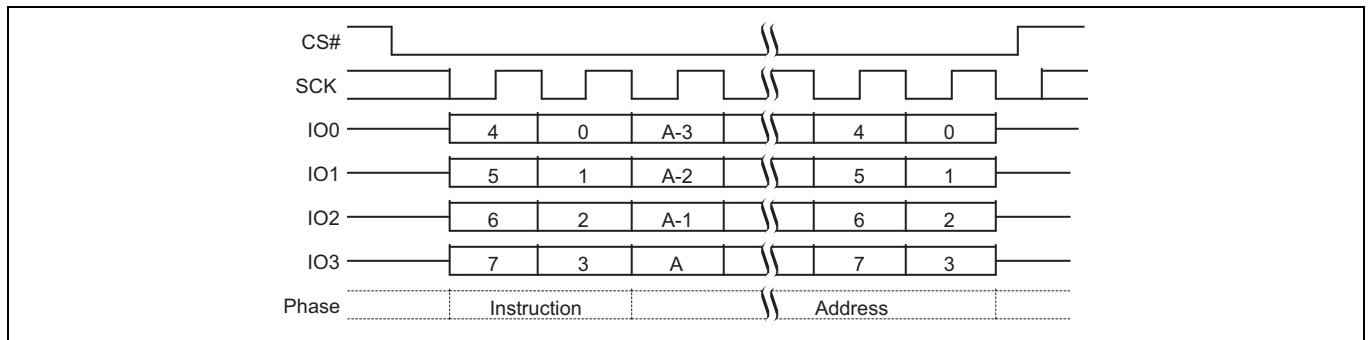 CS#
SCK
IO0 4 0 A-3 4 0
IO1 5 1 A-2 5 1
IO2 6 2 A-1 6 2
IO3 7 3 A 7 3
Phase Instruction Address